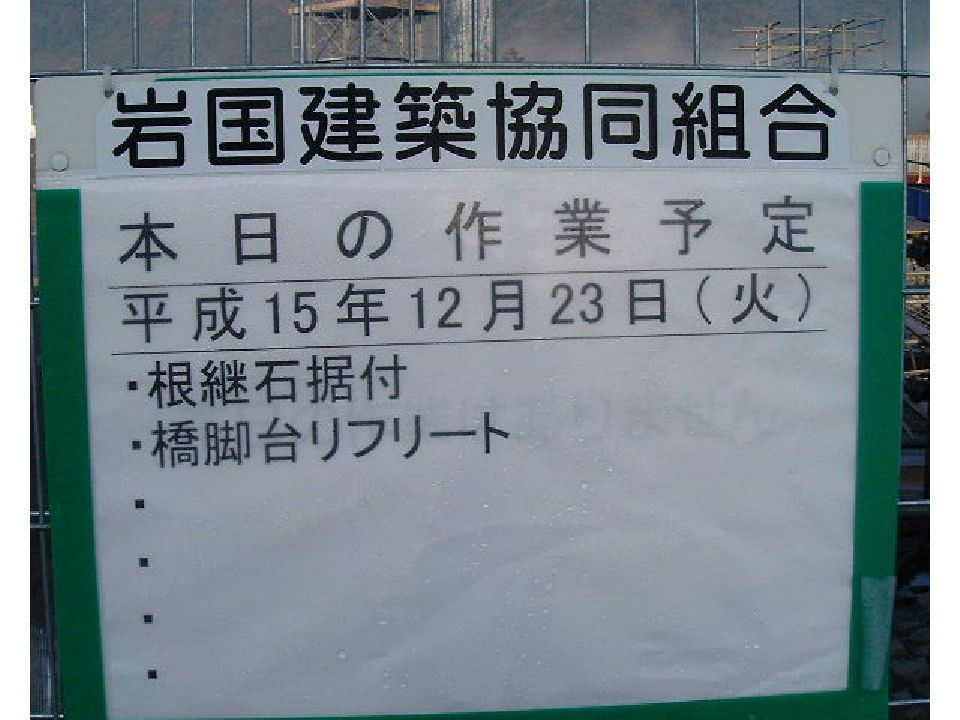 岩国建築協同組合
本日の作業予定
平成15年12月23日(火)
・根継石据付
・橋脚台リフリート
・
・
・
・